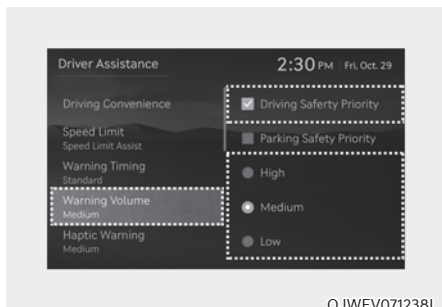 Driver Assistance
2:30 PM Fri, Oct. 29
Driving Convenience
Speed Limit
Speed Limit Assist
Warning Timing
Standard
Warning Volume
Medium
Haptic Warning
Medium
Driving Saferty Priority
Parking Safety Priority
High
Medium
Low
OJWEV071238L